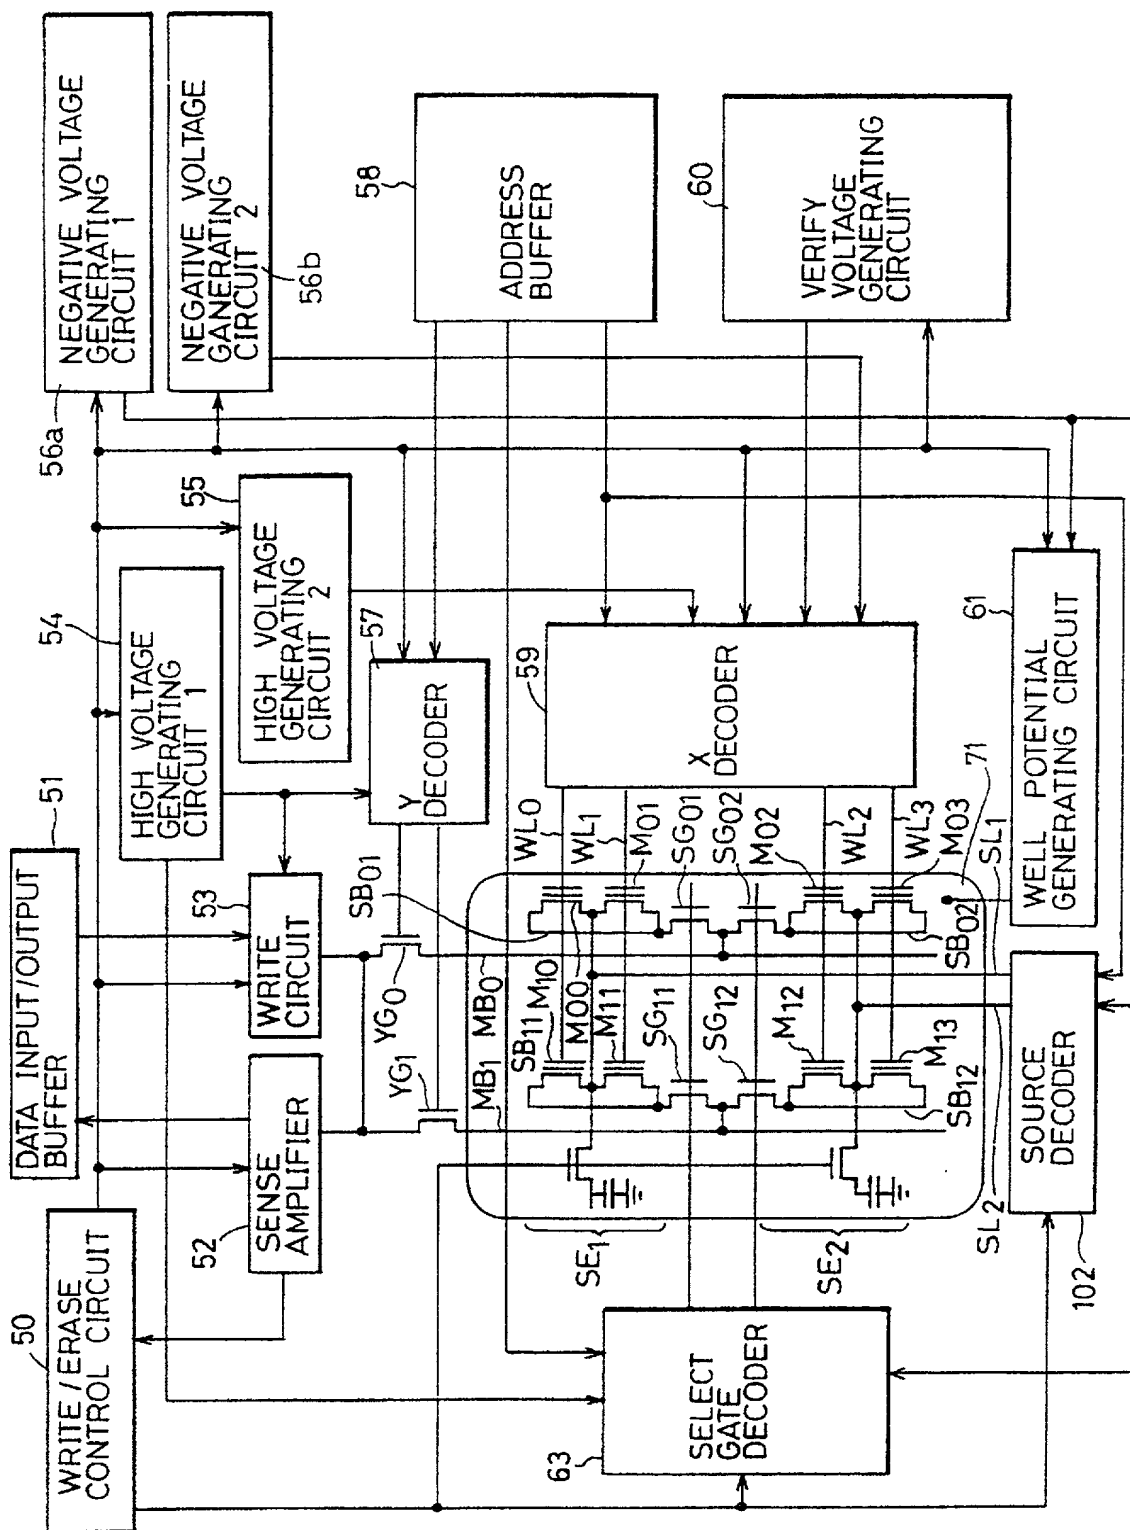 50
WRITE/ERASE
CONTROL CIRCUIT
DATA INPUT/OUTPUT
BUFFER
51
HIGH VOLTAGE
GENERATING
CIRCUIT 1
54
NEGATIVE VOLTAGE
GENERATING
CIRCUIT 1
56a
NEGATIVE VOLTAGE
GANERATING
CIRCUIT 2
56b
52
SENSE
AMPLIFIER
53
WRITE
CIRCUIT
HIGH VOLTAGE
GENERATING
CIRCUIT 2
55
57
Y
DECODER
58
ADDRESS
BUFFER
YG1
YG0
SB01
MB1
MB0
SB11
M10
M00
M11
SG11
SG12
M12
M13
SB12
WL0
WL1
M01
SG01
SG02
M02
WL2
WL3
M03
SB02
SL1
71
59
X
DECODER
60
VERIFY
VOLTAGE
GENERATING
CIRCUIT
SE1
SE2
63
SELECT
GATE
DECODER
SL2
102
SOURCE
DECODER
61
WELL POTENTIAL
GENERATING CIRCUIT